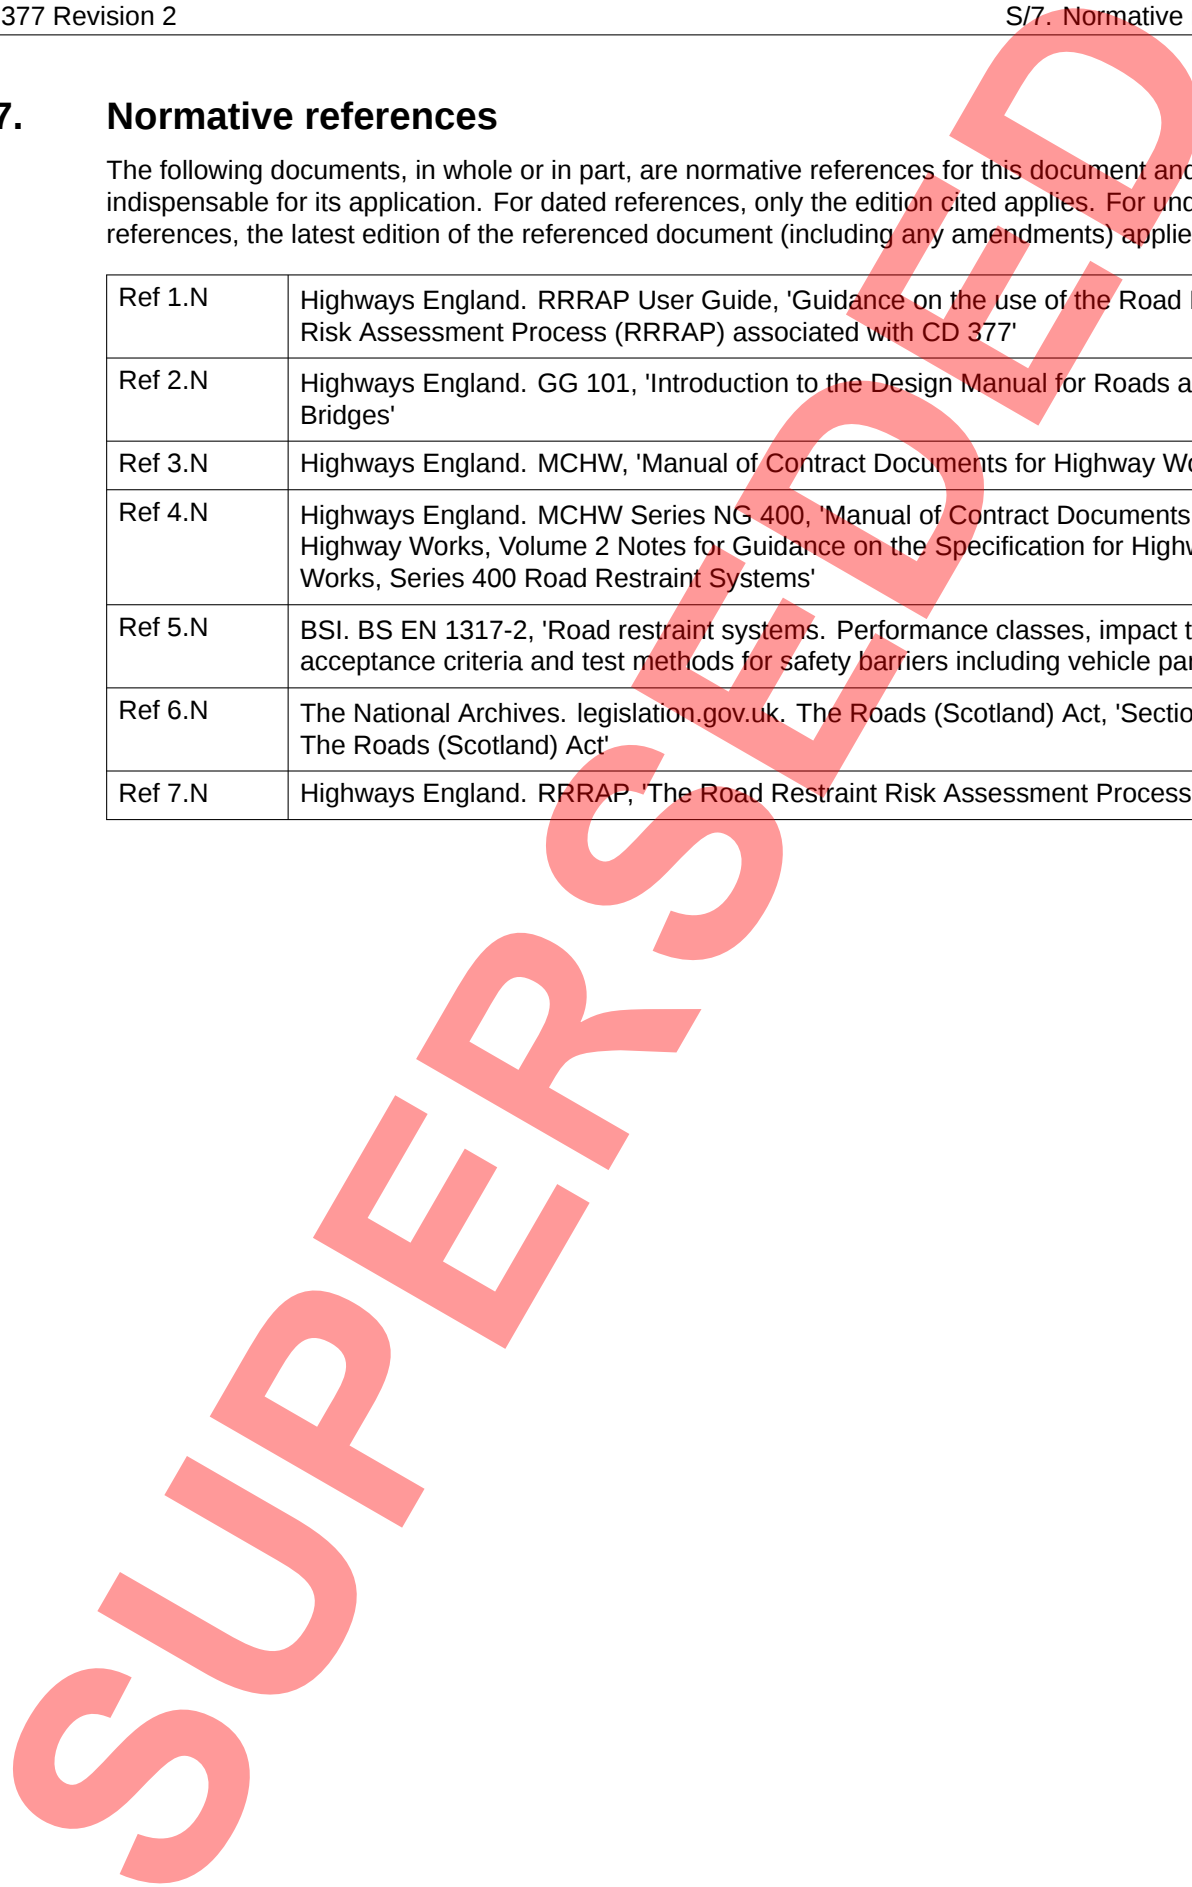 377 Revision 2 S/7. Normative
7. Normative references
The following documents, in whole or in part, are normative references for this document and
indispensable for its application. For dated references, only the edition cited applies. For und
references, the latest edition of the referenced document (including any amendments) applie
Ref 1.N Highways England. RRRAP User Guide, 'Guidance on the use of the Road
Risk Assessment Process (RRRAP) associated with CD 377'
Ref 2.N Highways England. GG 101, 'Introduction to the Design Manual for Roads a
Bridges'
Ref 3.N Highways England. MCHW, 'Manual of Contract Documents for Highway Wo
Ref 4.N Highways England. MCHW Series NG 400, 'Manual of Contract Documents
Highway Works, Volume 2 Notes for Guidance on the Specification for Highw
Works, Series 400 Road Restraint Systems'
Ref 5.N BSI. BS EN 1317-2, 'Road restraint systems. Performance classes, impact t
acceptance criteria and test methods for safety barriers including vehicle par
Ref 6.N The National Archives. legislation.gov.uk. The Roads (Scotland) Act, 'Sectio
The Roads (Scotland) Act'
Ref 7.N Highways England. RRRAP, 'The Road Restraint Risk Assessment Process
SUPERSEDED